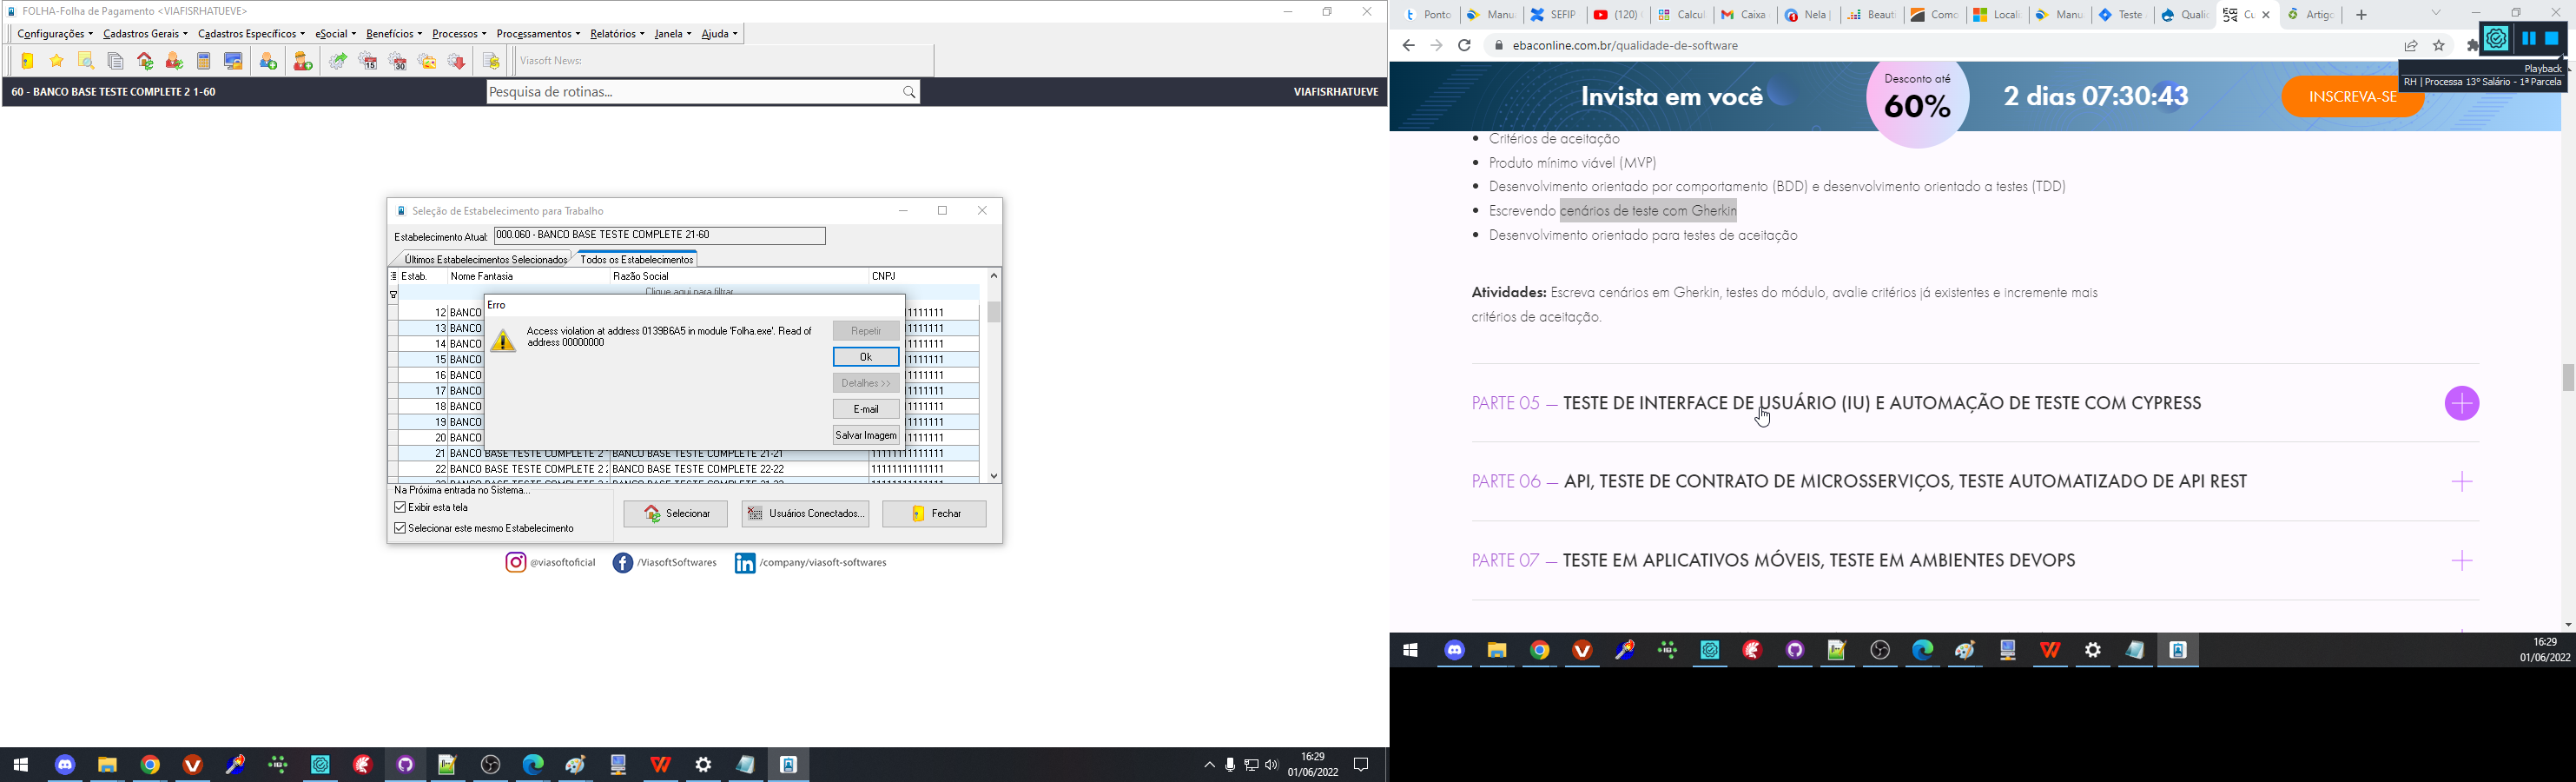 FOLHA-Folha de Pagamento <VIAFISRHATUEVE>
Configurações Cadastros Gerais Cadastros Específicos eSocial Benefícios Processos Processamentos Relatórios Janela Ajuda
Viasoft News:
60 - BANCO BASE TESTE COMPLETE 2 1-60
Pesquisa de rotinas...
VIAFISRHATUEVE
Seleção de Estabelecimento para Trabalho
Estabelecimento Atual: 000.060 - BANCO BASE TESTE COMPLETE 21-60
Últimos Estabelecimentos Selecionados Todos os Estabelecimentos
Estab. Nome Fantasia Razão Social CNPJ
Clique aqui para filtrar
12 BANCO
13 BANCO
14 BANCO
15 BANCO
16 BANCO
17 BANCO
18 BANCO
19 BANCO
20 BANCO
21 BANCO BASE TESTE COMPLETE 2 BANCO BASE TESTE COMPLETE 21-21 11111111111111
22 BANCO BASE TESTE COMPLETE 2 BANCO BASE TESTE COMPLETE 22-22 11111111111111
Erro
Access violation at address 0139B6A5 in module 'Folha.exe'. Read of
address 00000000
Repetir
Ok
Detalhes >>
E-mail
Salvar Imagem
Na Próxima entrada no Sistema...
Exibir esta tela
Selecionar este mesmo Estabelecimento
Selecionar
Usuários Conectados...
Fechar
@viasoftoficial /ViasoftSoftwares /company/viasoft-softwares
16:29
01/06/2022
Ponto Manu SEFIP (120) Calcul Caixa Nela Beaut Como Locali Manu Teste Qualic Cu Artigo
ebaconline.com.br/qualidade-de-software
Playback
RH | Processa 13º Salário - 1ª Parcela
Invista em você
Desconto até
60%
2 dias 07:30:43
INSCREVA-SE
Critérios de aceitação
Produto mínimo viável (MVP)
Desenvolvimento orientado por comportamento (BDD) e desenvolvimento orientado a testes (TDD)
Escrevendo cenários de teste com Gherkin
Desenvolvimento orientado para testes de aceitação
Atividades: Escreva cenários em Gherkin, testes do módulo, avalie critérios já existentes e incremente mais
critérios de aceitação.
PARTE 05 — TESTE DE INTERFACE DE USUÁRIO (IU) E AUTOMAÇÃO DE TESTE COM CYPRESS
PARTE 06 — API, TESTE DE CONTRATO DE MICROSSERVIÇOS, TESTE AUTOMATIZADO DE API REST
PARTE 07 — TESTE EM APLICATIVOS MÓVEIS, TESTE EM AMBIENTES DEVOPS
16:29
01/06/2022